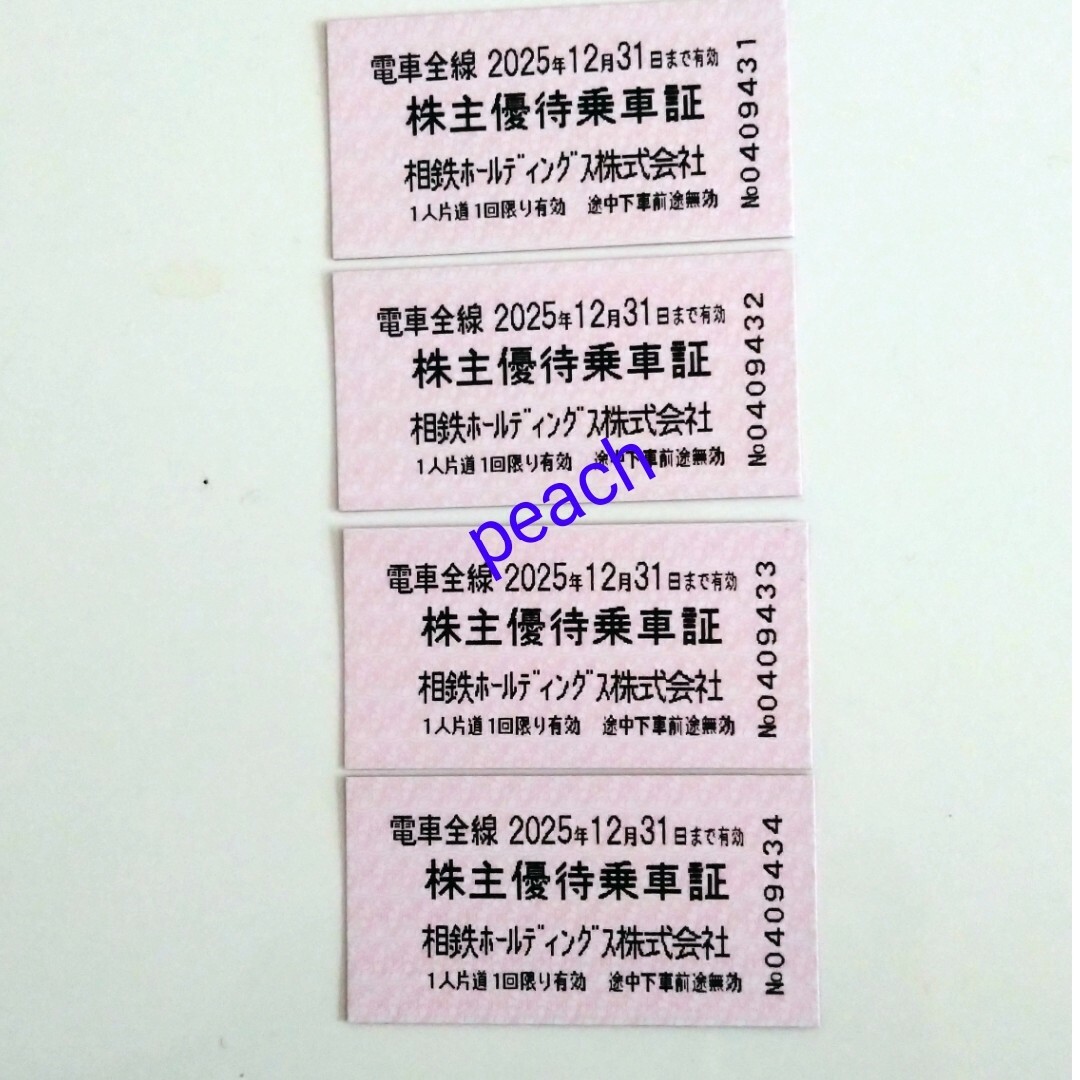 電車全線 2025年12月31日まで有効
株主優待乗車証
相鉄ホールディングス株式会社
1人片道1回限り有効 途中下車前途無効
№0409431
電車全線 2025年12月31日まで有効
株主優待乗車証
相鉄ホールディングス株式会社
1人片道1回限り有効 途中下車前途無効
№0409432
peach
電車全線 2025年12月31日まで有効
株主優待乗車証
相鉄ホールディングス株式会社
1人片道1回限り有効 途中下車前途無効
№0409433
電車全線 2025年12月31日まで有効
株主優待乗車証
相鉄ホールディングス株式会社
1人片道1回限り有効 途中下車前途無効
№0409434